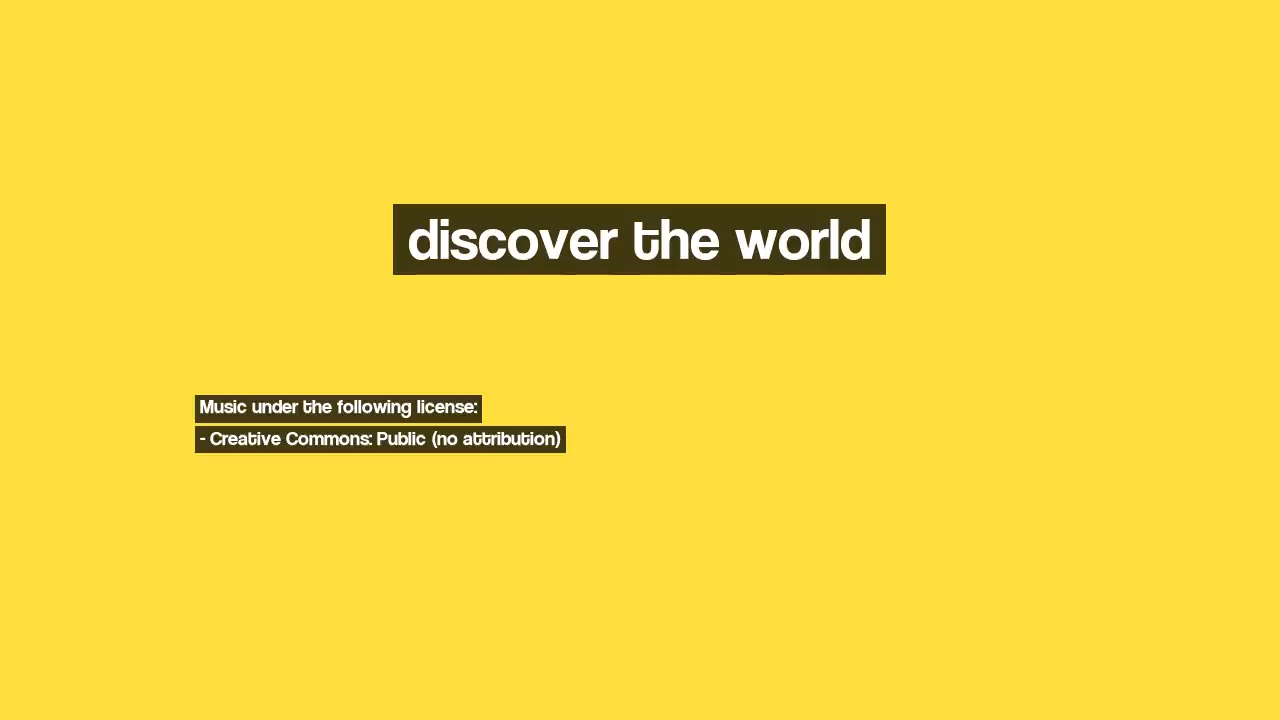 discover the world
Music under the following license:
- Creative Commons: Public (no attribution)